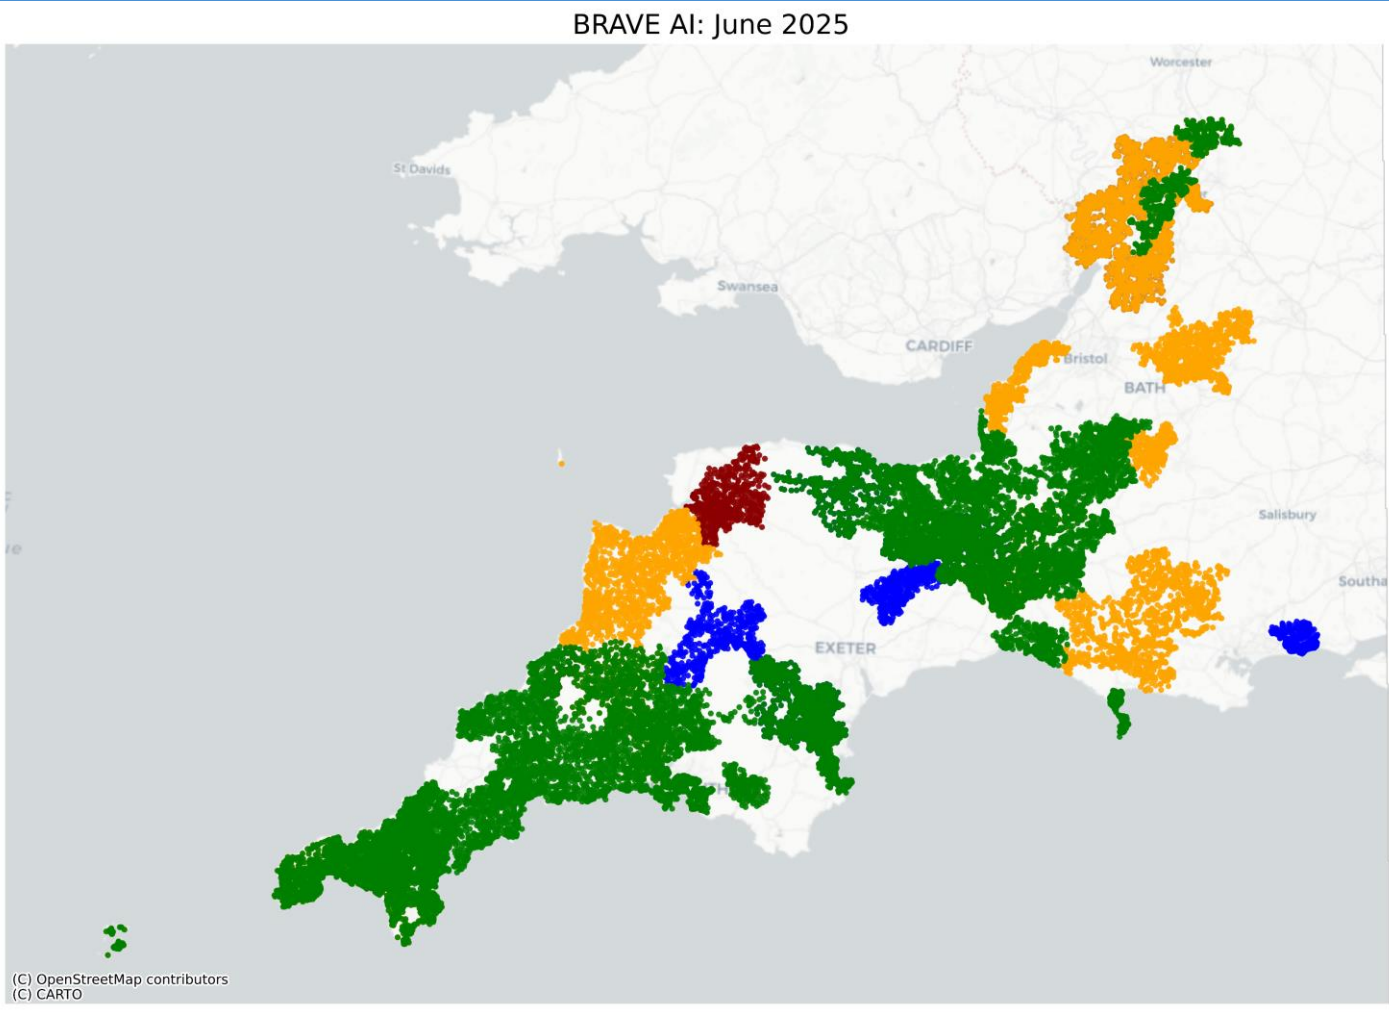 BRAVE AI: June 2025
Worcester
St Davids
Swansea
CARDIFF
Bristol
BATH
Salisbury
Southa
EXETER
(C) OpenStreetMap contributors
(C) CARTO